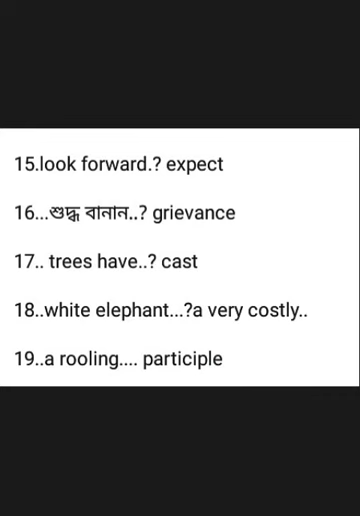 15.look forward.? expect
16...শুদ্ধ বানান..? grievance
17.. trees have..? cast
18..white elephant...?a very costly..
19..a rooling.... participle